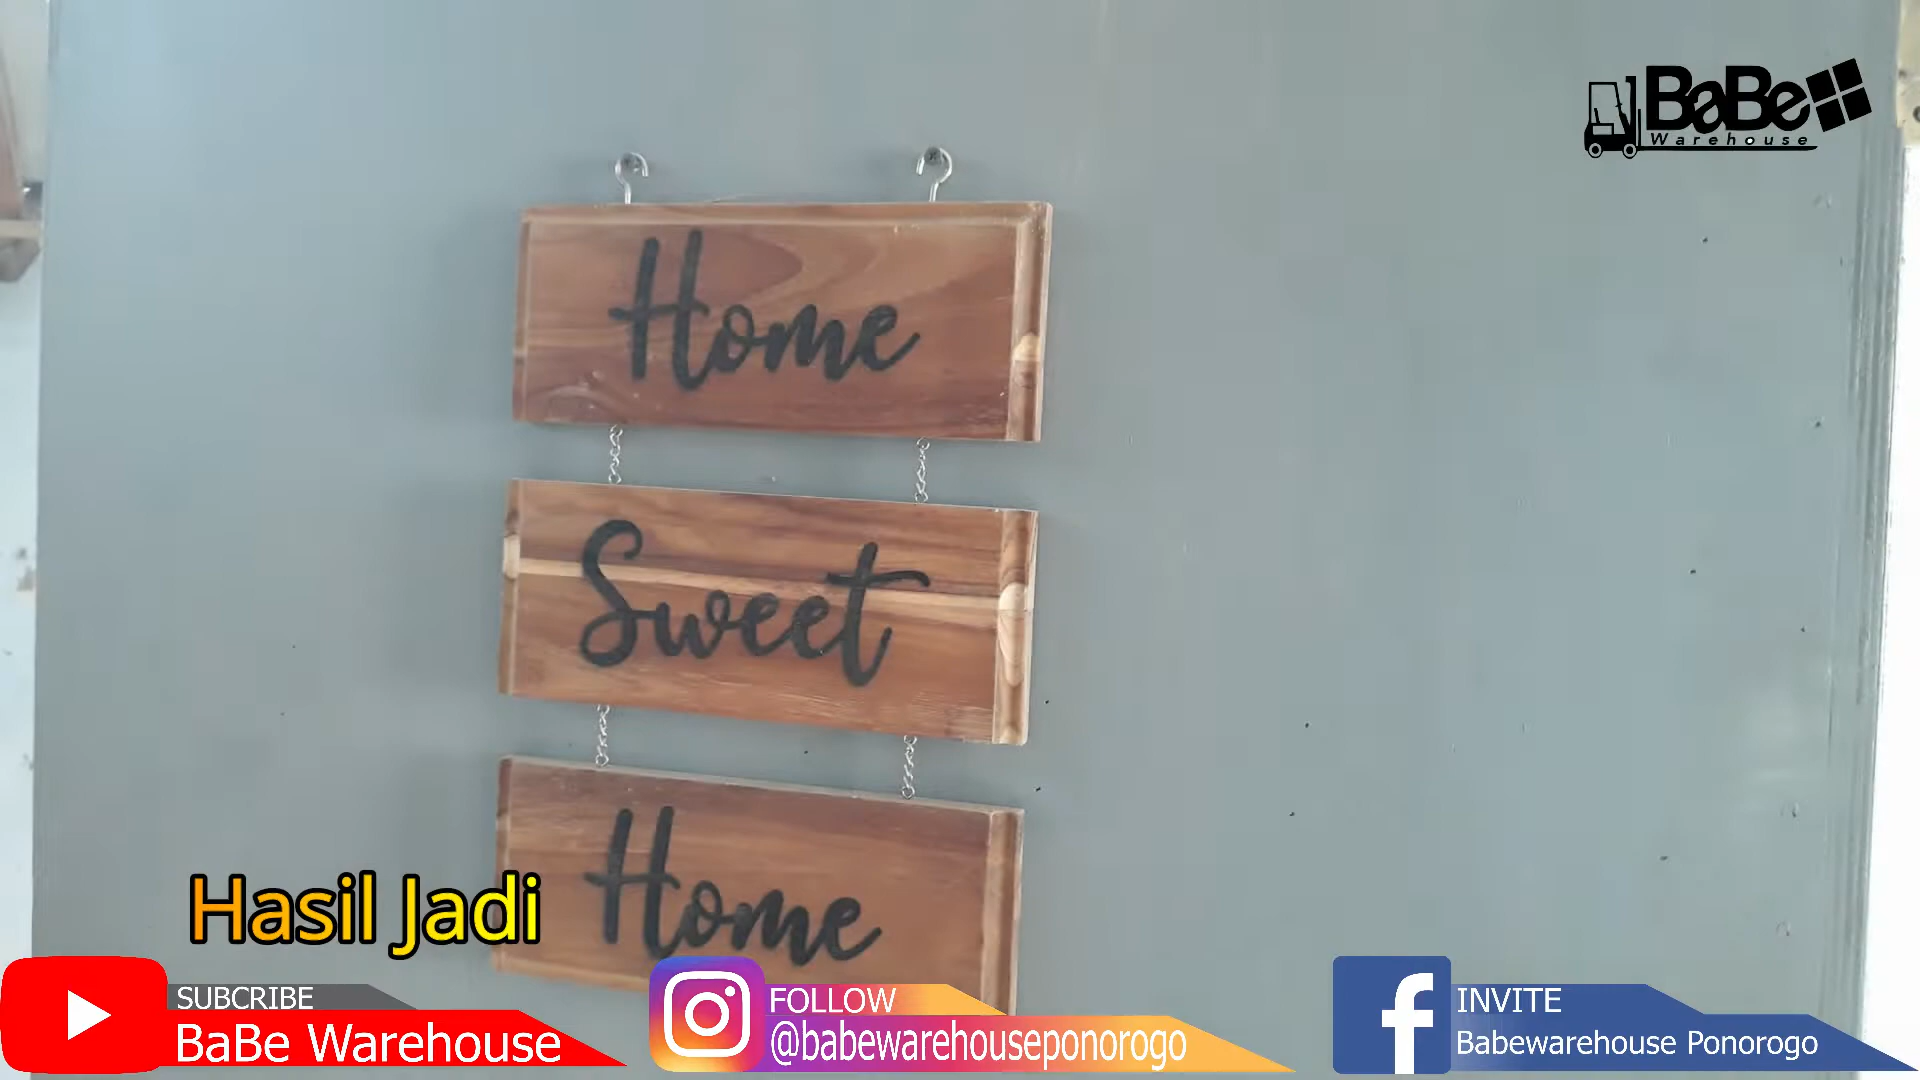 BaBe
Warehouse
Home
Sweet
Home
Hasil Jadi
SUBCRIBE
BaBe Warehouse
FOLLOW
@babewarehouseponorogo
INVITE
Babewarehouse Ponorogo